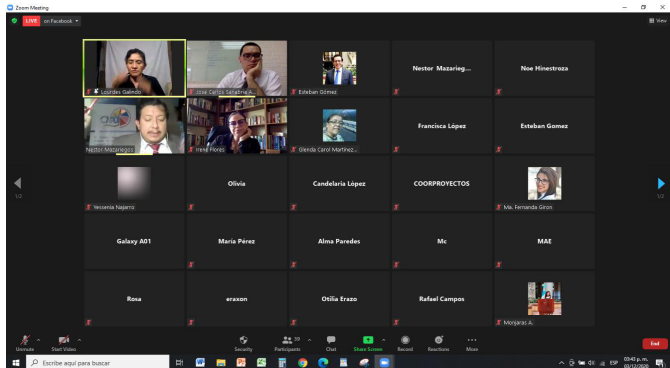 Zoom Meeting
LIVE on Facebook
View
Lourdes Galindo
José Carlos Sanabria A...
Esteban Gómez
Nestor Mazarieg...
Noe Hinestroza
Nestor Mazariegos
Irene Flores
Glenda Carol Martínez...
Francisca López
Esteban Gomez
Yessenia Najarro
Olivia
Candelaria López
COORPROYECTOS
Ma. Fernanda Giron
1/2
1/2
Galaxy A01
María Pérez
Alma Paredes
Mc
MAE
Rosa
eraxon
Otilia Erazo
Rafael Campos
Monjaras A.
Unmute
Start Video
Security
Participants
39
Chat
Share Screen
Record
Reactions
More
End
Escribe aquí para buscar
ESP
03:43 p. m.
03/12/2020